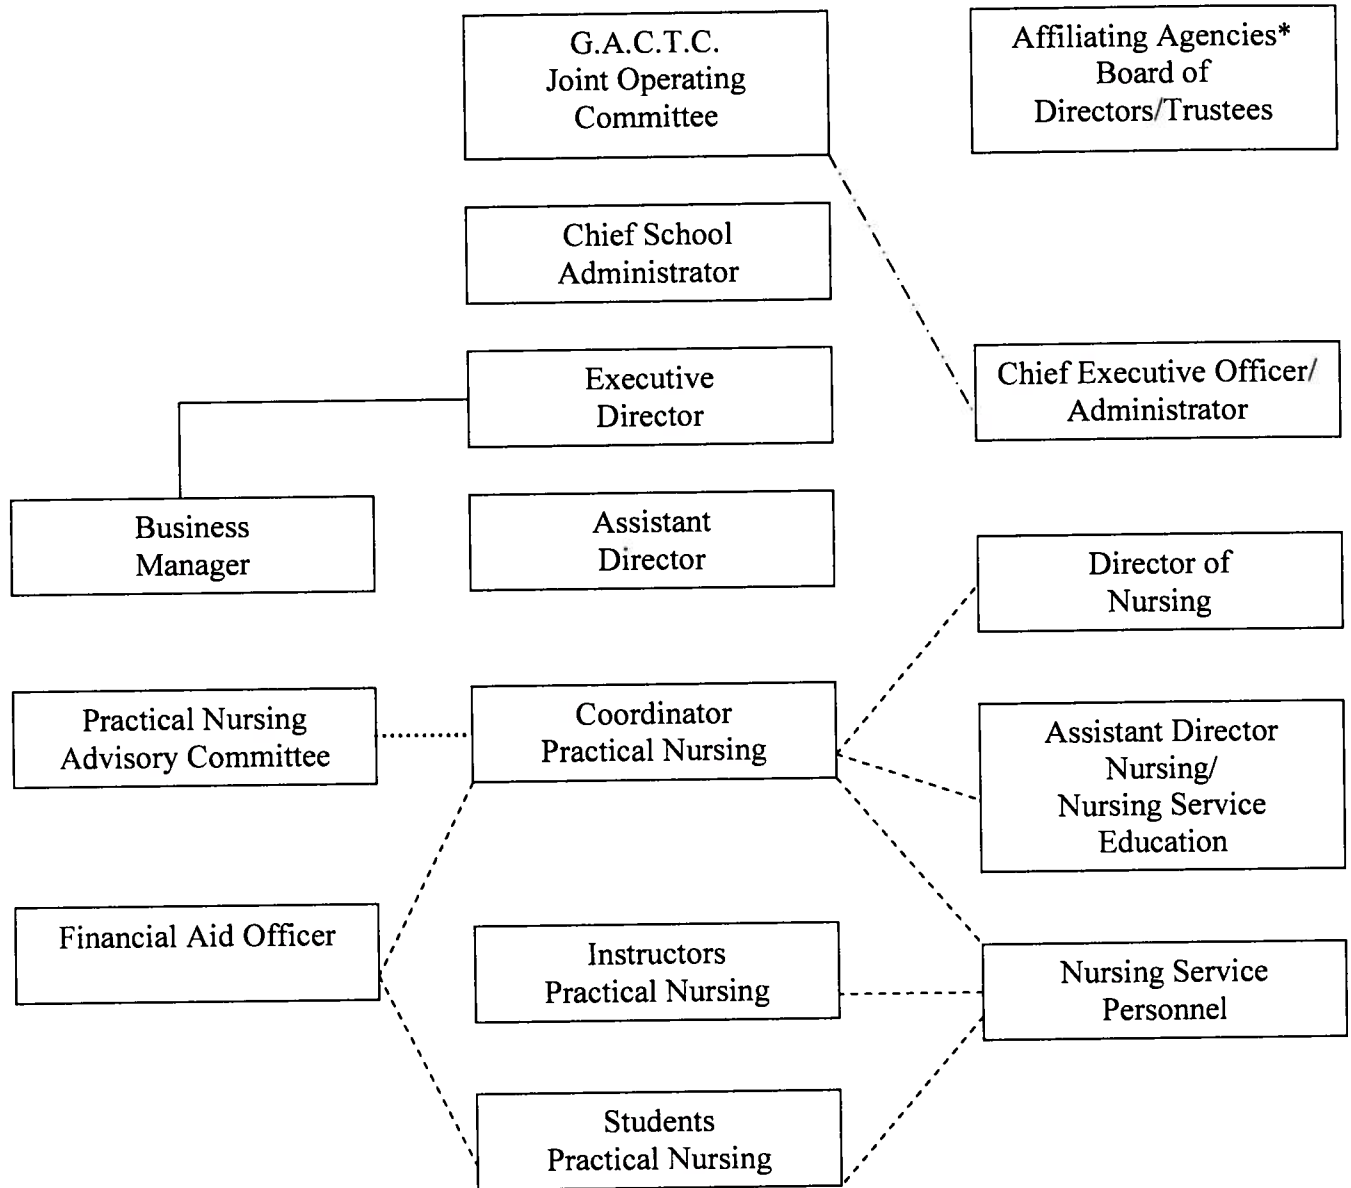 G.A.C.T.C.
Joint Operating
Committee
Affiliating Agencies*
Board of
Directors/Trustees
Chief School
Administrator
Executive
Director
Chief Executive Officer/
Administrator
Business
Manager
Assistant
Director
Director of
Nursing
Practical Nursing
Advisory Committee
Coordinator
Practical Nursing
Assistant Director
Nursing/
Nursing Service
Education
Financial Aid Officer
Instructors
Practical Nursing
Nursing Service
Personnel
Students
Practical Nursing